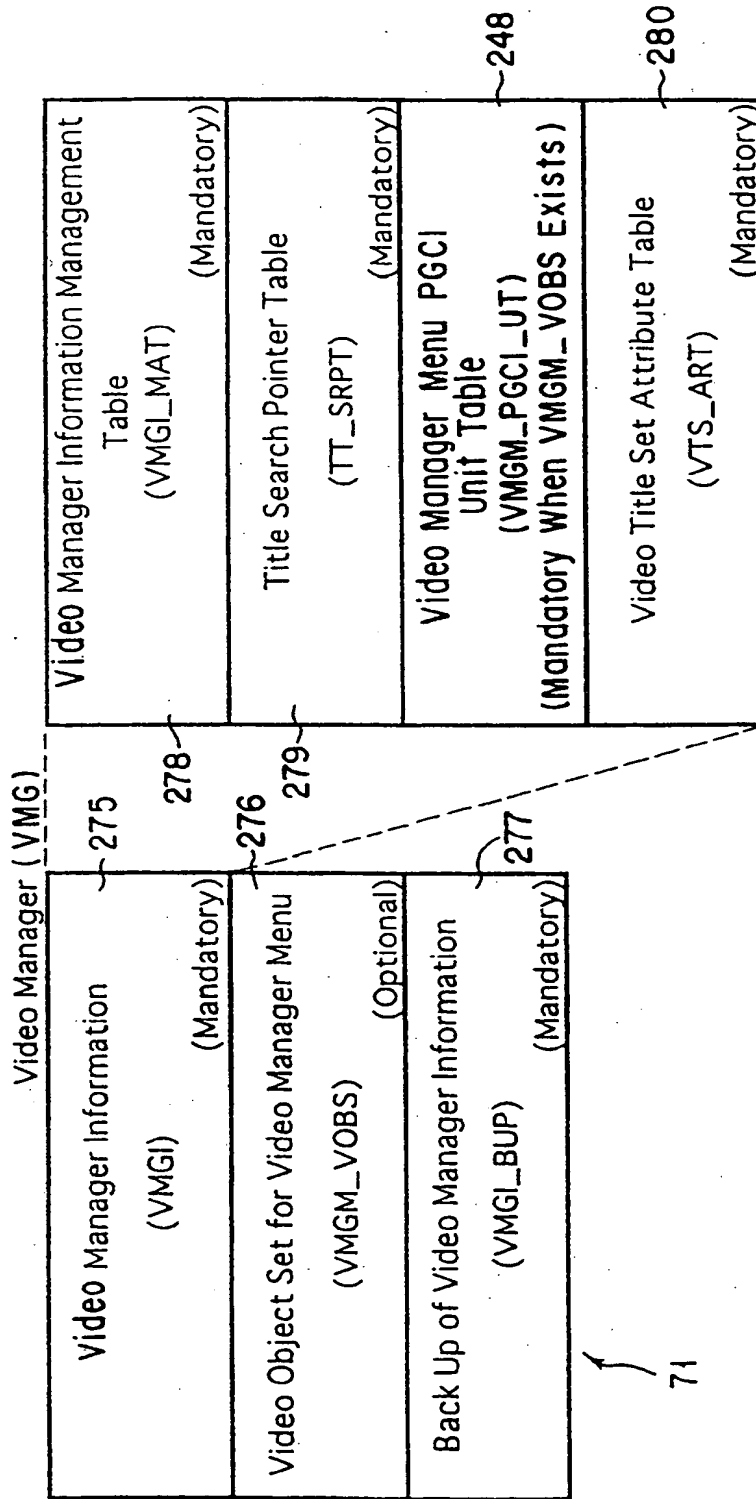 Video Manager (VMG)
275
Video Manager Information
(VMGI)
(Mandatory)
276
Video Object Set for Video Manager Menu
(VMGM_VOBS)
(Optional)
277
Back Up of Video Manager Information
(VMGI_BUP)
(Mandatory)
71
278
Video Manager Information Management
Table
(VMGI_MAT)
(Mandatory)
279
Title Search Pointer Table
(TT_SRPT)
(Mandatory)
248
Video Manager Menu PGCI
Unit Table
(VMGM_PGCI_UT)
(Mandatory When VMGM_VOBS Exists)
280
Video Title Set Attribute Table
(VTS_ART)
(Mandatory)